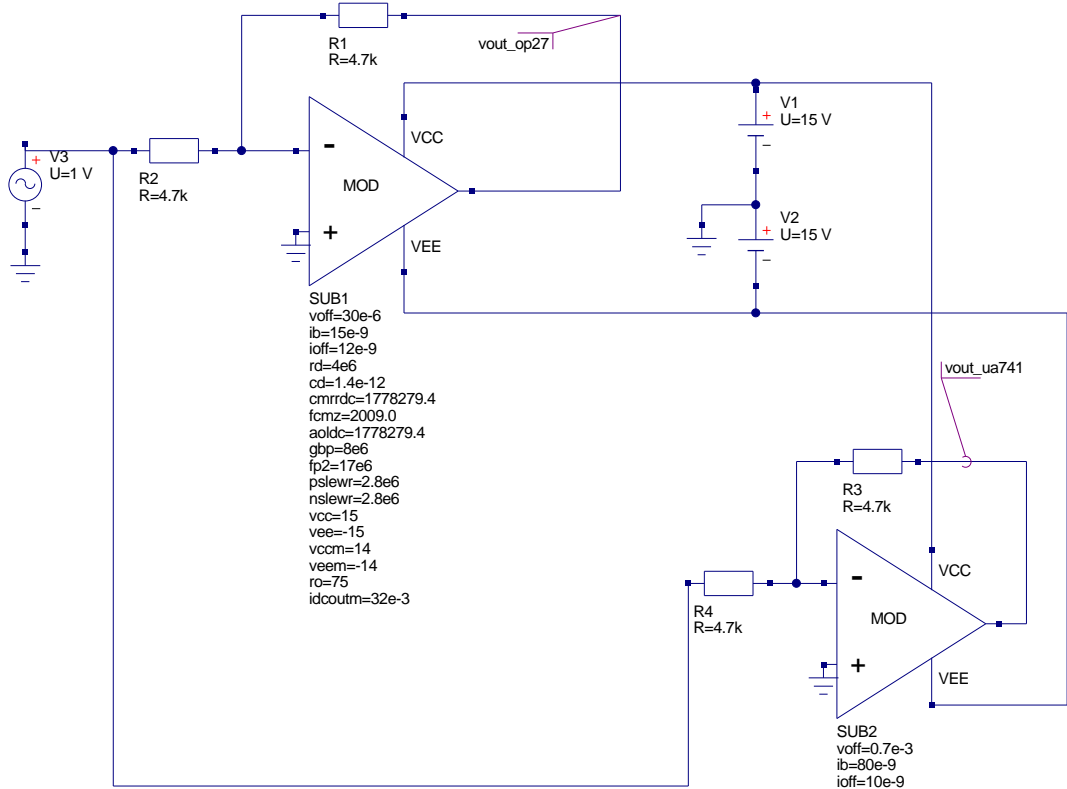 R1
R=4.7k
vout_op27
VCC
V1
U=15 V
+
-
V3
U=1 V
+
-
R2
R=4.7k
-
MOD
+
VEE
V2
U=15 V
+
-
SUB1
voff=30e-6
ib=15e-9
ioff=12e-9
rd=4e6
cd=1.4e-12
cmrrdc=1778279.4
fcmz=2009.0
aoldc=1778279.4
gbp=8e6
fp2=17e6
pslewr=2.8e6
nslewr=2.8e6
vcc=15
vee=-15
vccm=14
veem=-14
ro=75
idcoutm=32e-3
vout_ua741
R3
R=4.7k
VCC
R4
R=4.7k
-
MOD
+
VEE
SUB2
voff=0.7e-3
ib=80e-9
ioff=10e-9